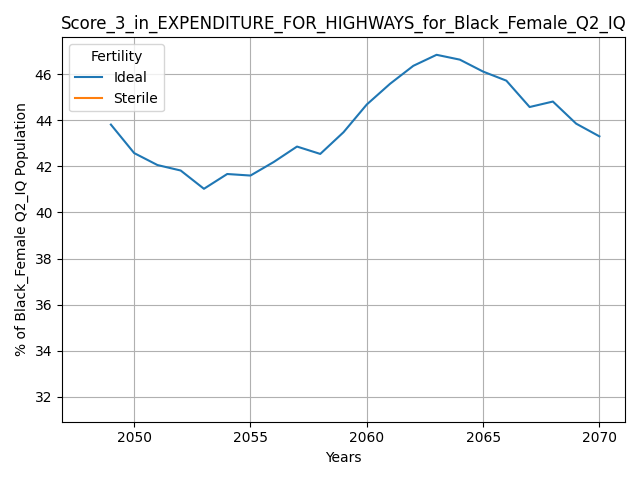 Score_3_in_EXPENDITURE_FOR_HIGHWAYS_for_Black_Female_Q2_IQ
Fertility
Ideal
Sterile
46
44
42
40
38
36
34
32
% of Black_Female Q2_IQ Population
2050 2055 2060 2065 2070
Years